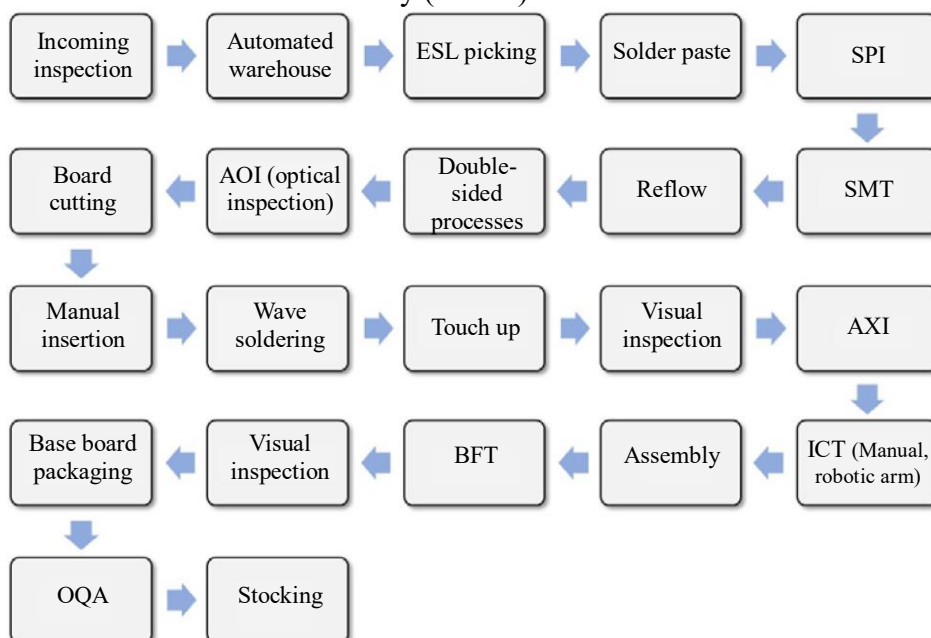 Incoming
inspection
Automated
warehouse
ESL picking
Solder paste
SPI
SMT
Reflow
Double-
sided
processes
AOI (optical
inspection)
Board
cutting
Manual
insertion
Wave
soldering
Touch up
Visual
inspection
AXI
ICT (Manual,
robotic arm)
Assembly
BFT
Visual
inspection
Base board
packaging
OQA
Stocking